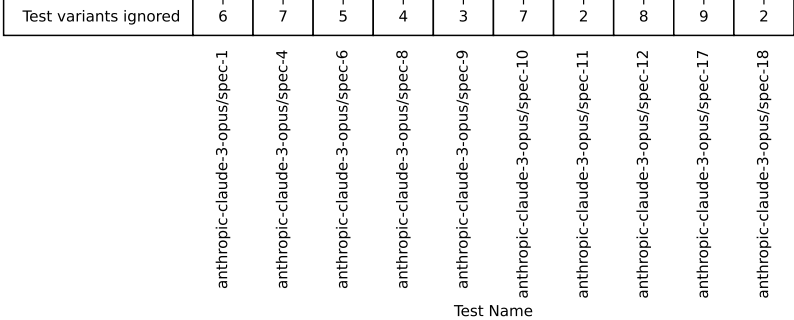 Test variants ignored 6 7 5 4 3 7 2 8 9 2
anthropic-claude-3-opus/spec-1
anthropic-claude-3-opus/spec-4
anthropic-claude-3-opus/spec-6
anthropic-claude-3-opus/spec-8
anthropic-claude-3-opus/spec-9
anthropic-claude-3-opus/spec-10
anthropic-claude-3-opus/spec-11
anthropic-claude-3-opus/spec-12
anthropic-claude-3-opus/spec-17
anthropic-claude-3-opus/spec-18
Test Name